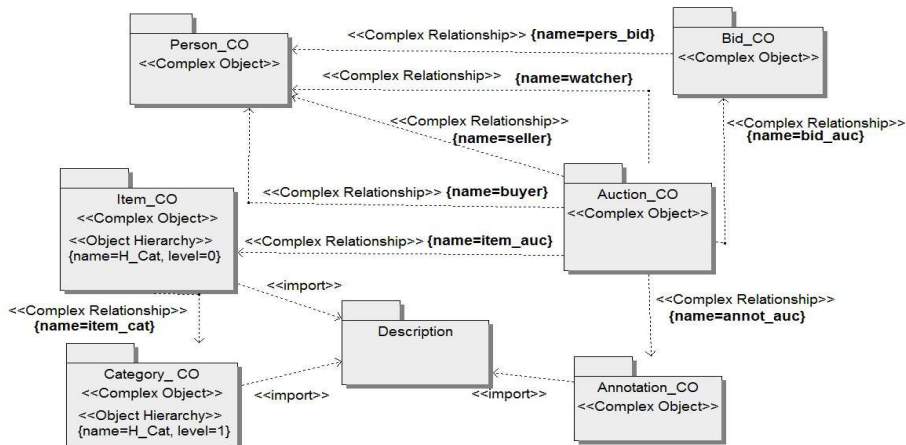 Person_CO
<<Complex Object>>
<<Complex Relationship>> {name=pers_bid}
Bid_CO
<<Complex Object>>
<<Complex Relationship>> {name=watcher}
<<Complex Relationship>>
{name=seller}
<<Complex Relationship>>
{name=bid_auc}
Item_CO
<<Complex Object>>
<<Object Hierarchy>>
{name=H_Cat, level=0}
<<Complex Relationship>> {name=buyer}
Auction_CO
<<Complex Object>>
<<Complex Relationship>> {name=item_auc}
<<import>>
<<Complex Relationship>>
{name=item_cat}
<<Complex Relationship>>
{name=annot_auc}
Description
Category_ CO
<<Complex Object>>
<<Object Hierarchy>>
{name=H_Cat, level=1}
<<import>>
<<import>>
Annotation_CO
<<Complex Object>>